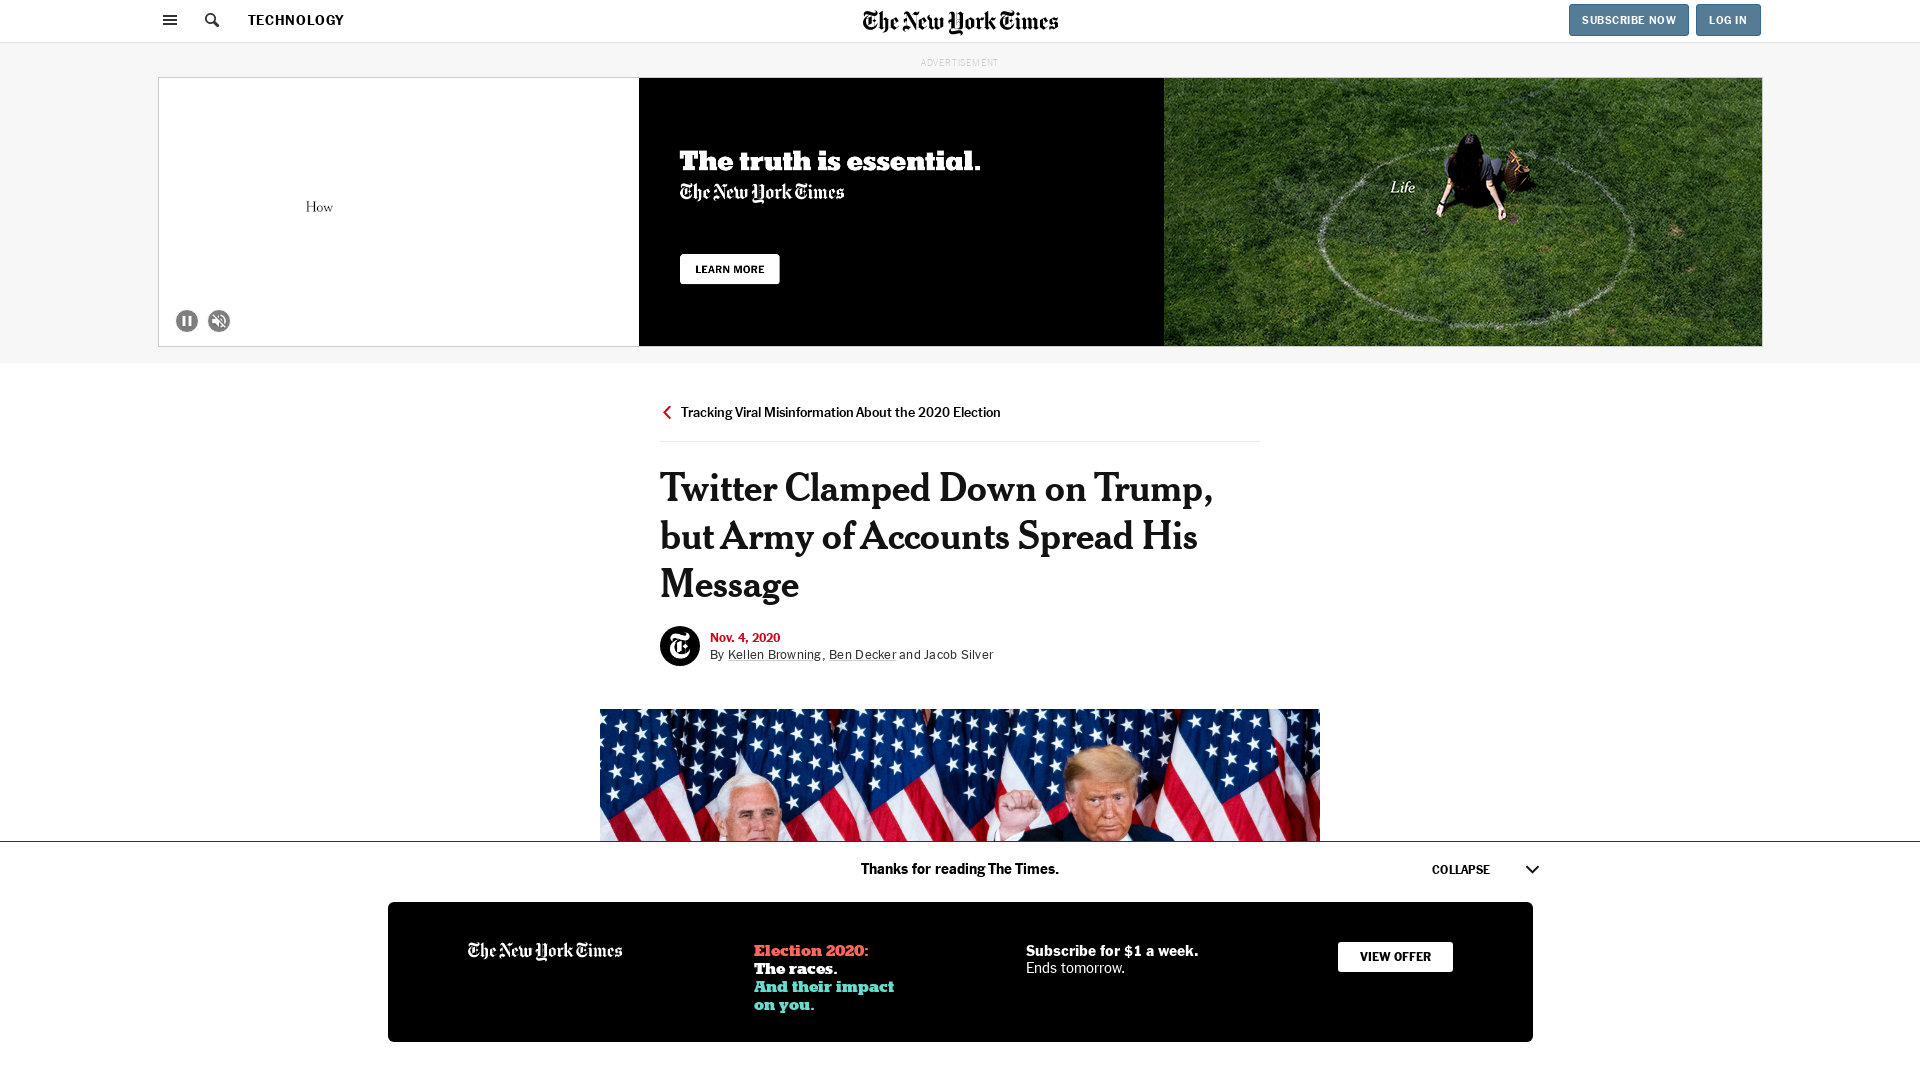 TECHNOLOGY
The New York Times
SUBSCRIBE NOW
LOG IN
ADVERTISEMENT
How
The truth is essential.
The New York Times
LEARN MORE
Life
Tracking Viral Misinformation About the 2020 Election
Twitter Clamped Down on Trump,
but Army of Accounts Spread His
Message
Nov. 4, 2020
By Kellen Browning, Ben Decker and Jacob Silver
Thanks for reading The Times.
COLLAPSE
The New York Times
Election 2020:
The races.
And their impact
on you.
Subscribe for $1 a week.
Ends tomorrow.
VIEW OFFER